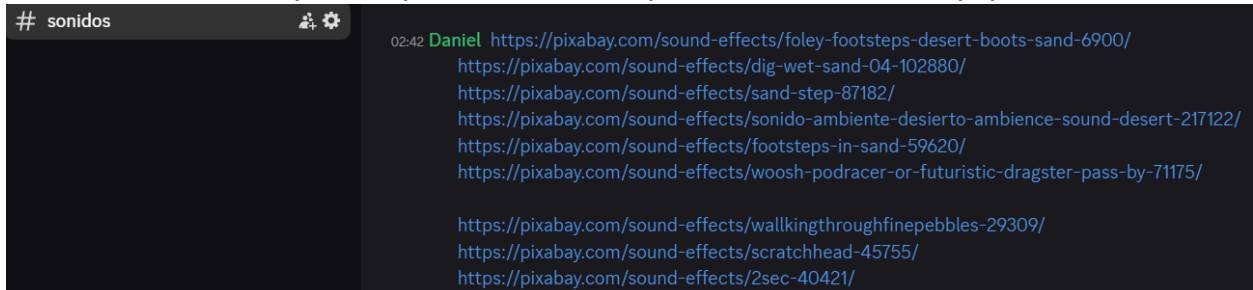 # sonidos
02:42 Daniel https://pixabay.com/sound-effects/foley-footsteps-desert-boots-sand-6900/
https://pixabay.com/sound-effects/dig-wet-sand-04-102880/
https://pixabay.com/sound-effects/sand-step-87182/
https://pixabay.com/sound-effects/sonido-ambiente-desierto-ambience-sound-desert-217122/
https://pixabay.com/sound-effects/footsteps-in-sand-59620/
https://pixabay.com/sound-effects/woosh-podracer-or-futuristic-dragster-pass-by-71175/
https://pixabay.com/sound-effects/wallkingthroughfinepebbles-29309/
https://pixabay.com/sound-effects/scratchhead-45755/
https://pixabay.com/sound-effects/2sec-40421/